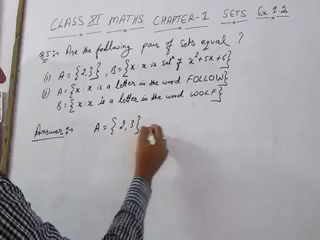 CLASS XI MATHS CHAPTER-1 SETS Ex 1.2
Q5:- Are the following pair of sets equal ?
(i) A = {2,3}, B = {x: x is solⁿ of x²+5x+6}
(ii) A = {x: x is a letter in the word FOLLOW}
B = {x: x is a letter in the word WOLF}
Answer:- A = {2,3}